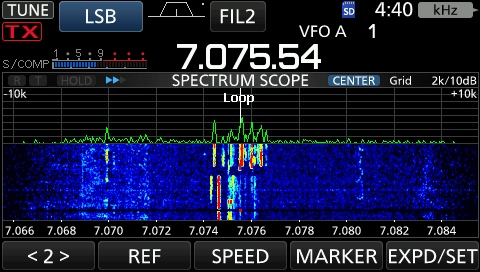 TUNE LSB FIL2 SD 4:40 kHz
TX VFO A 1
1 · 5 · 9
S/COMP 7.075.54
R T HOLD SPECTRUM SCOPE CENTER Grid 2k/10dB
-10k Loop +10k
7.066 7.068 7.070 7.072 7.074 7.076 7.078 7.080 7.082 7.084
< 2 > REF SPEED MARKER EXPD/SET